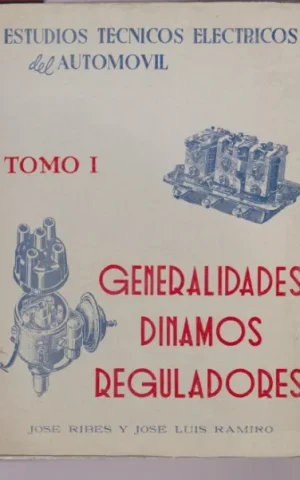 ESTUDIOS TECNICOS ELECTRICOS
del AUTOMOVIL
TOMO I
GENERALIDADES
DINAMOS
REGULADORES
JOSE RIBES Y JOSE LUIS RAMIRO